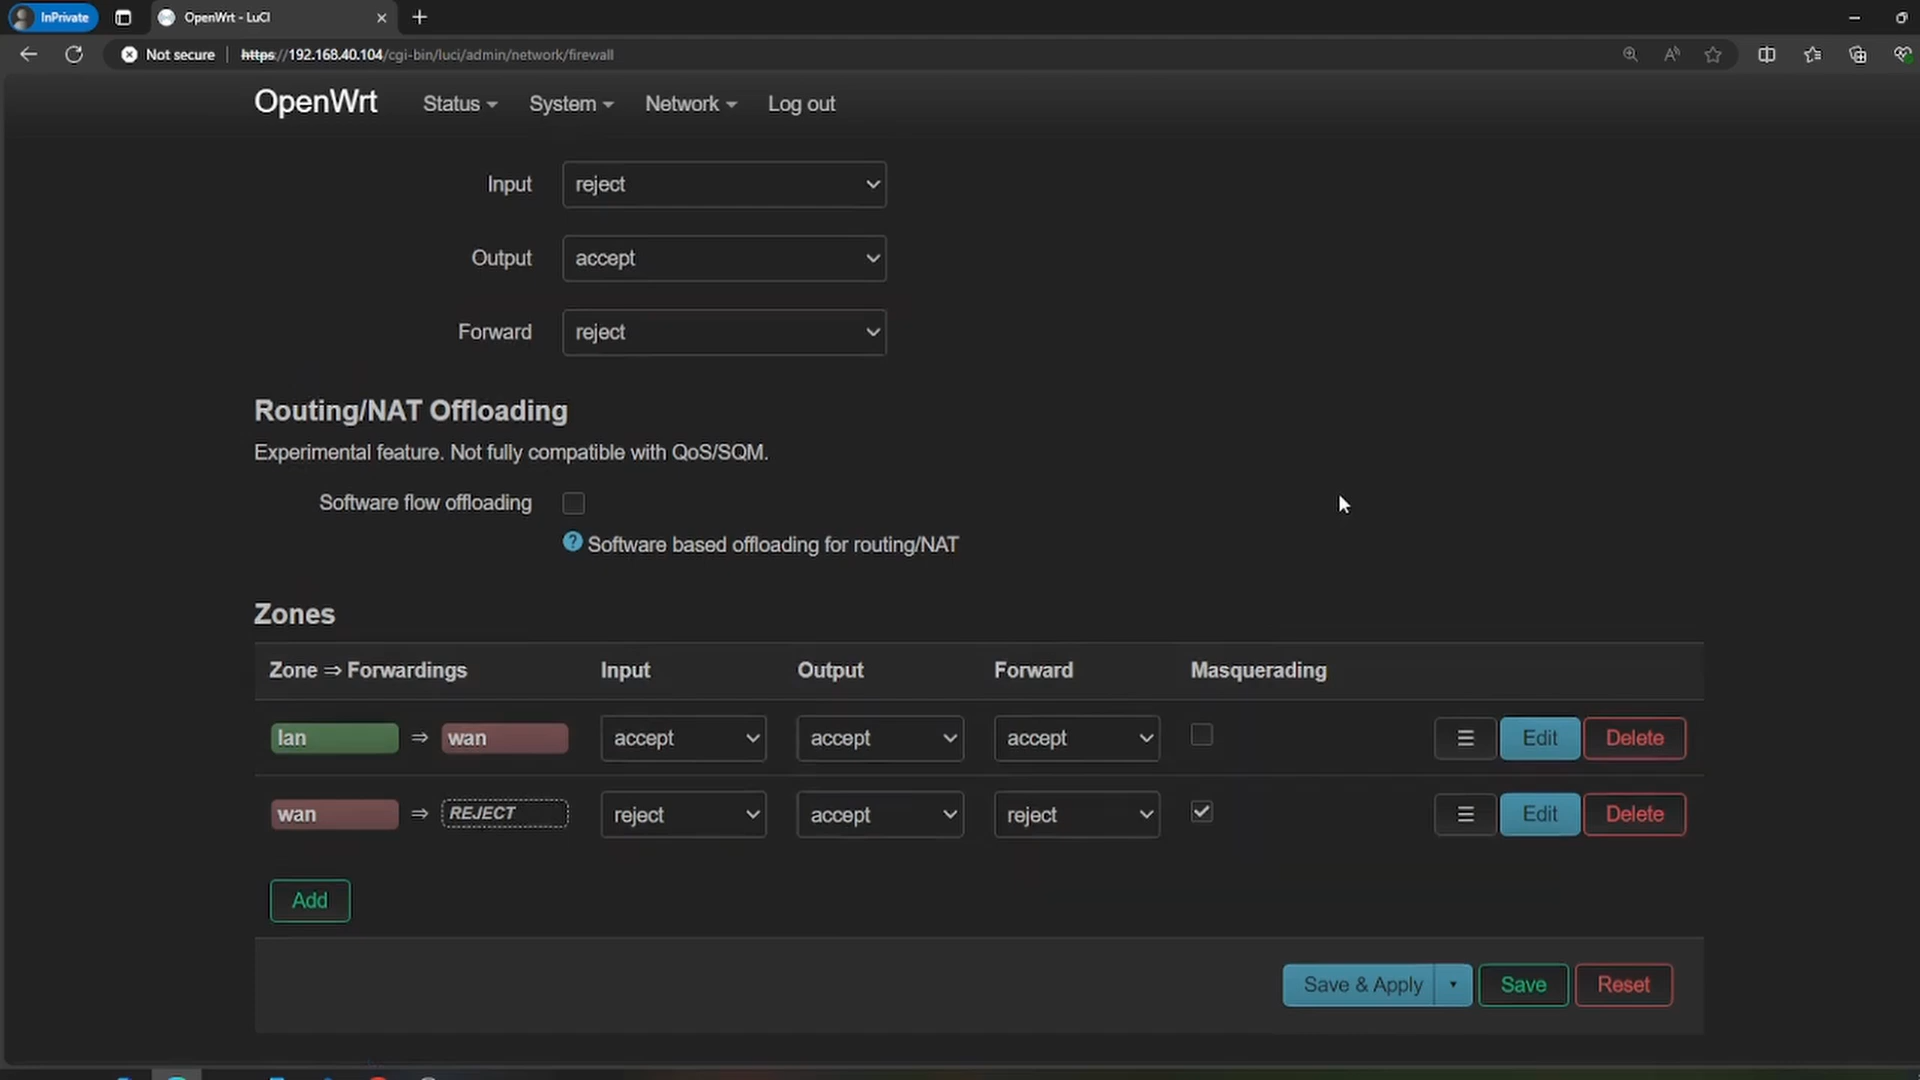 InPrivate
OpenWrt - LuCI
Not secure
https://192.168.40.104/cgi-bin/luci/admin/network/firewall
OpenWrt
Status
System
Network
Log out
Input
reject
Output
accept
Forward
reject
Routing/NAT Offloading
Experimental feature. Not fully compatible with QoS/SQM.
Software flow offloading
Software based offloading for routing/NAT
Zones
Zone ⇒ Forwardings Input Output Forward Masquerading
lan ⇒ wan accept accept accept Edit Delete
wan ⇒ REJECT reject accept reject Edit Delete
Add
Save & Apply Save Reset